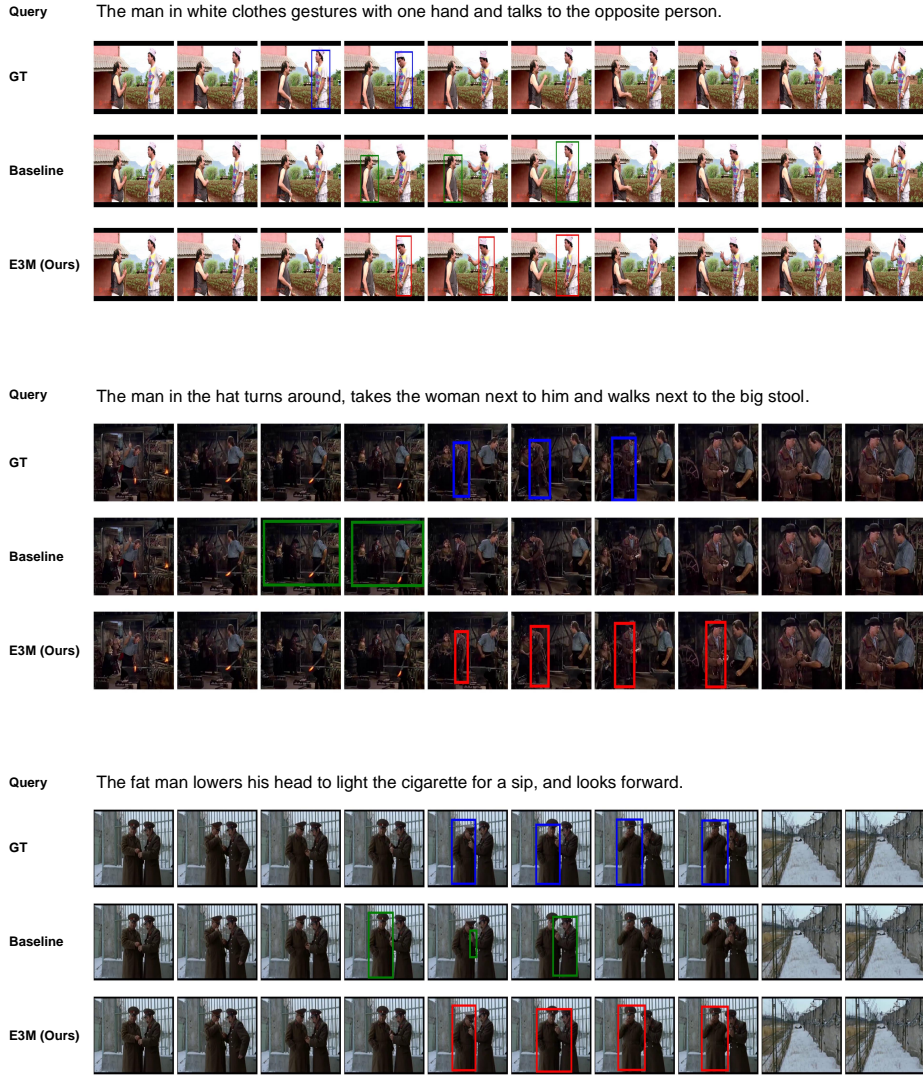 Query The man in white clothes gestures with one hand and talks to the opposite person.
GT
Baseline
E3M (Ours)
Query The man in the hat turns around, takes the woman next to him and walks next to the big stool.
GT
Baseline
E3M (Ours)
Query The fat man lowers his head to light the cigarette for a sip, and looks forward.
GT
Baseline
E3M (Ours)